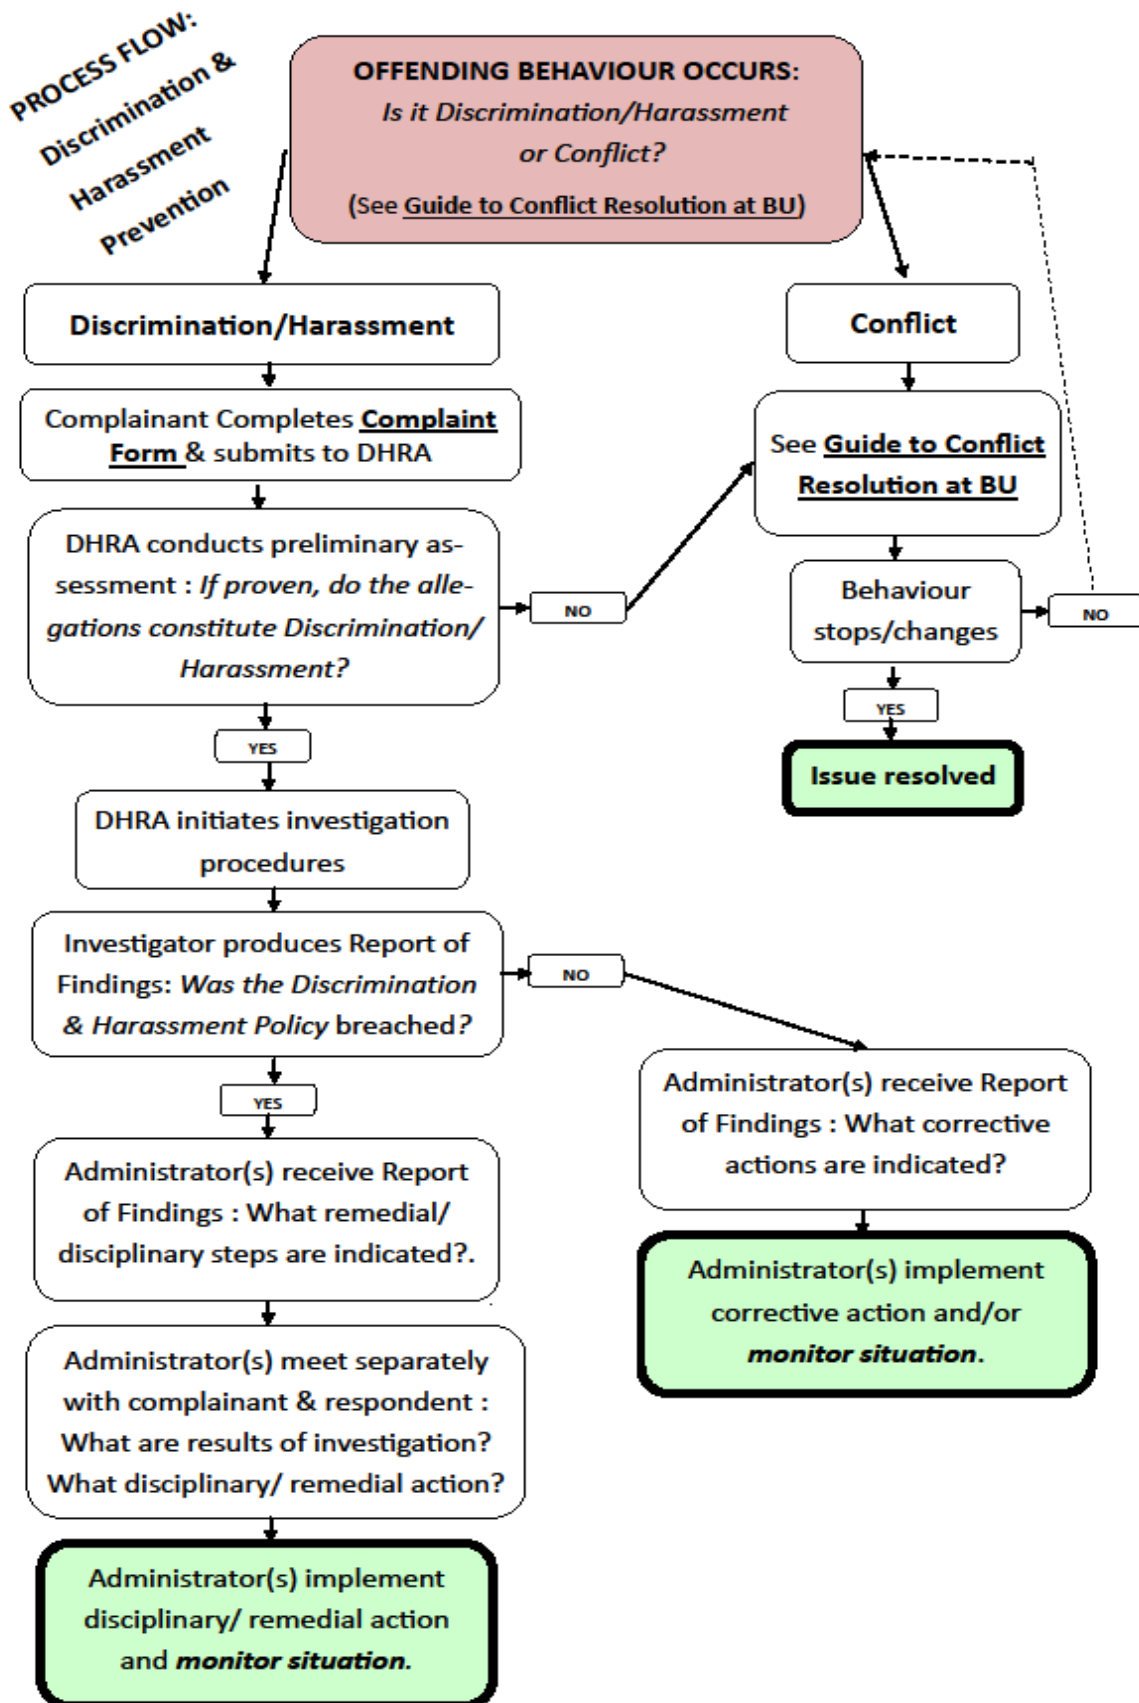 PROCESS FLOW:
Discrimination &
Harassment
Prevention
OFFENDING BEHAVIOUR OCCURS:
Is it Discrimination/Harassment
or Conflict?
(See Guide to Conflict Resolution at BU)
Discrimination/Harassment
Conflict
Complainant Completes Complaint
Form & submits to DHRA
See Guide to Conflict
Resolution at BU
DHRA conducts preliminary as-
sessment : If proven, do the alle-
gations constitute Discrimination/
Harassment?
NO
Behaviour
stops/changes
NO
YES
YES
Issue resolved
DHRA initiates investigation
procedures
Investigator produces Report of
Findings: Was the Discrimination
& Harassment Policy breached?
NO
YES
Administrator(s) receive Report
of Findings : What corrective
actions are indicated?
Administrator(s) receive Report
of Findings : What remedial/
disciplinary steps are indicated?.
Administrator(s) implement
corrective action and/or
monitor situation.
Administrator(s) meet separately
with complainant & respondent :
What are results of investigation?
What disciplinary/ remedial action?
Administrator(s) implement
disciplinary/ remedial action
and monitor situation.